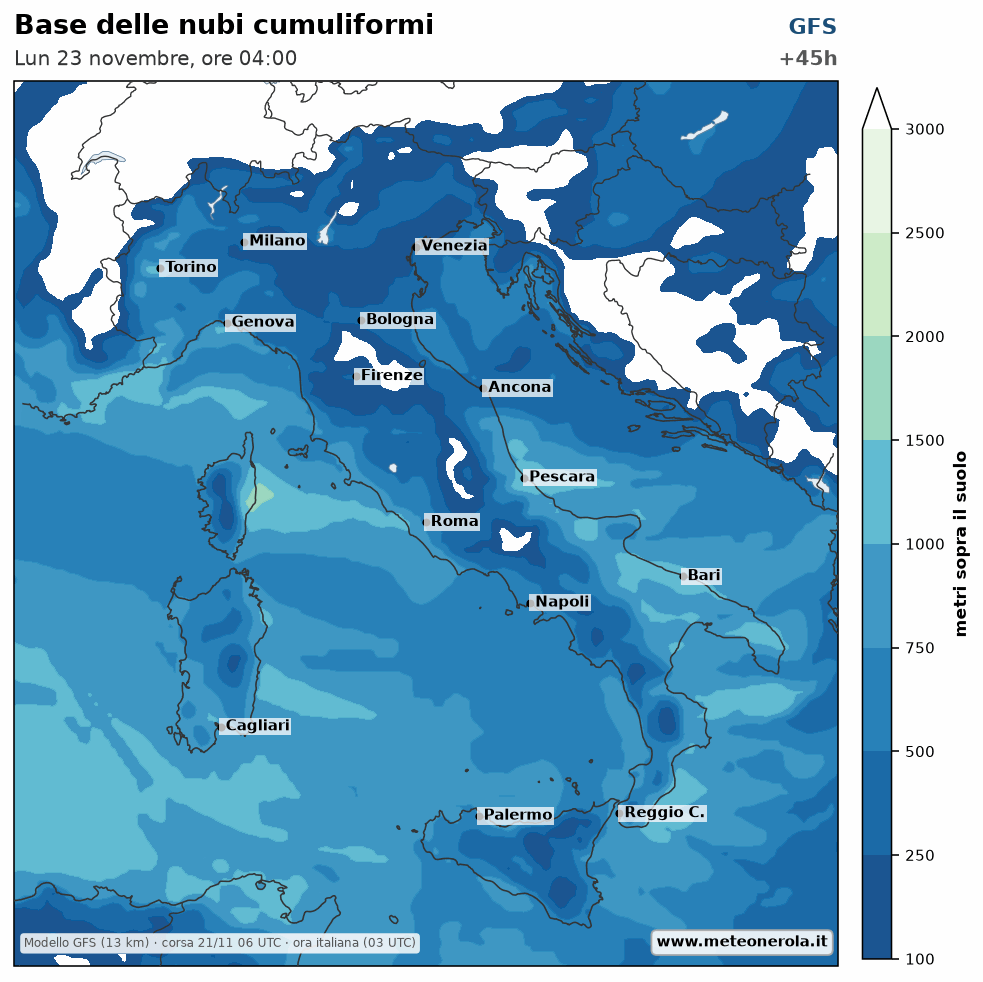 Base delle nubi cumuliformi
GFS
Lun 23 novembre, ore 04:00
+45h
3000
2500
2000
1500
1000
750
500
250
100
metri sopra il suolo
Milano
Venezia
Torino
Genova
Bologna
Firenze
Ancona
Pescara
Roma
Bari
Napoli
Cagliari
Palermo
Reggio C.
Modello GFS (13 km) · corsa 21/11 06 UTC · ora italiana (03 UTC)
www.meteonerola.it